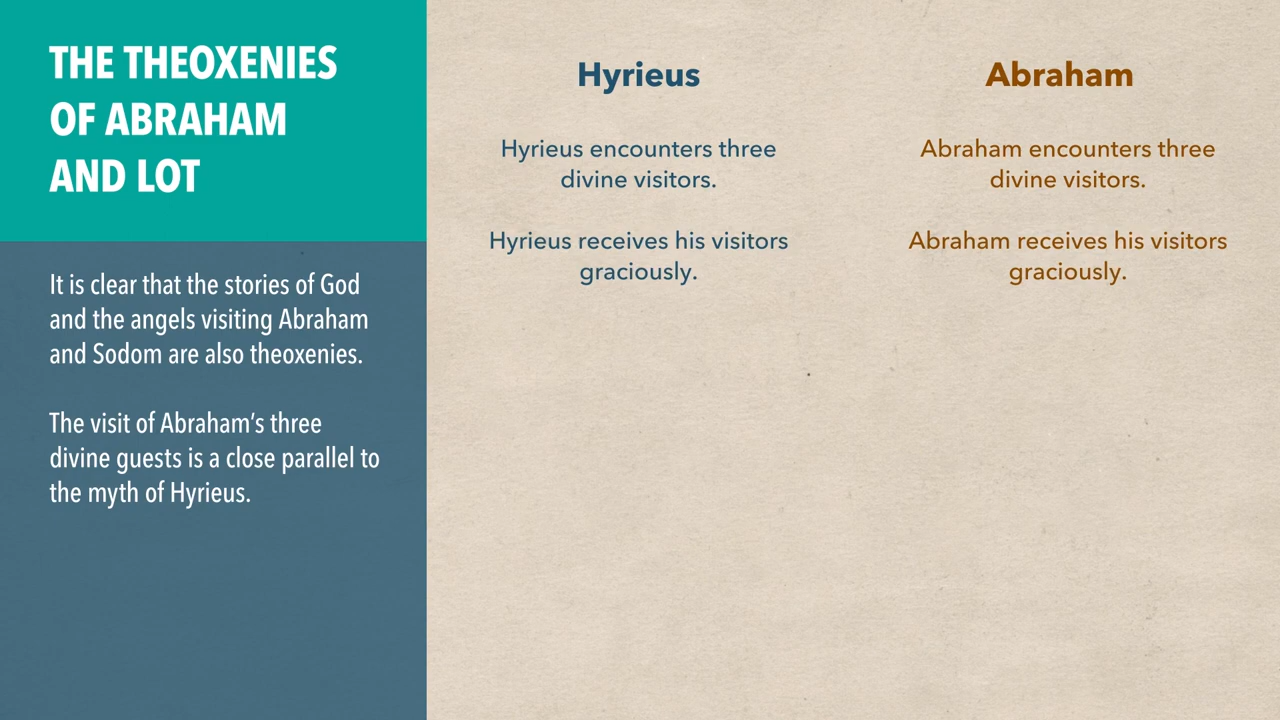 THE THEOXENIES
OF ABRAHAM
AND LOT
It is clear that the stories of God
and the angels visiting Abraham
and Sodom are also theoxenies.
The visit of Abraham’s three
divine guests is a close parallel to
the myth of Hyrieus.
Hyrieus
Hyrieus encounters three
divine visitors.
Hyrieus receives his visitors
graciously.
Abraham
Abraham encounters three
divine visitors.
Abraham receives his visitors
graciously.